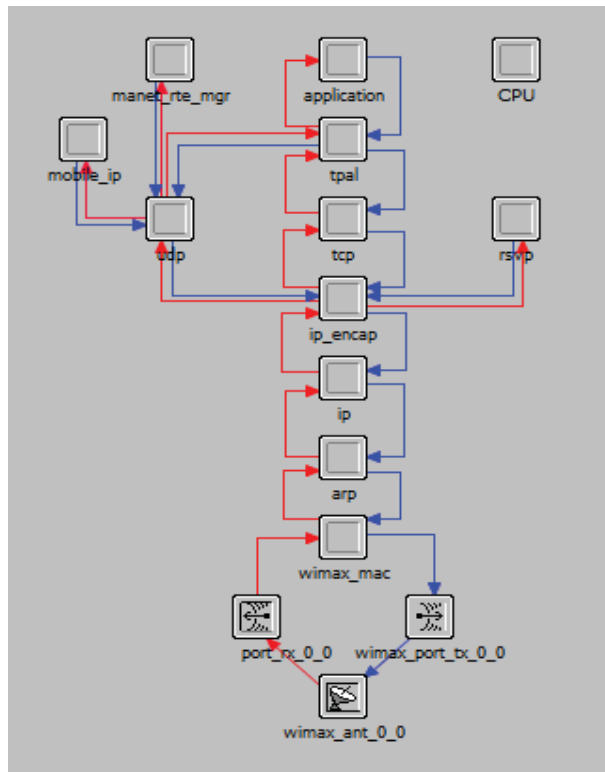 manet_rte_mgr
application
CPU
mobile_ip
tpal
udp
tcp
rsvp
ip_encap
ip
arp
wimax_mac
port_rx_0_0
wimax_port_tx_0_0
wimax_ant_0_0